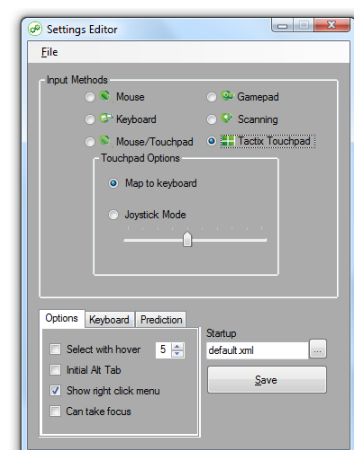 Settings Editor
File
Input Methods
Mouse
Gamepad
Keyboard
Scanning
Mouse/Touchpad
Tactix Touchpad
Touchpad Options
Map to keyboard
Joystick Mode
Options Keyboard Prediction
Select with hover 5
Initial Alt Tab
Show right click menu
Can take focus
Startup
default.xml ...
Save